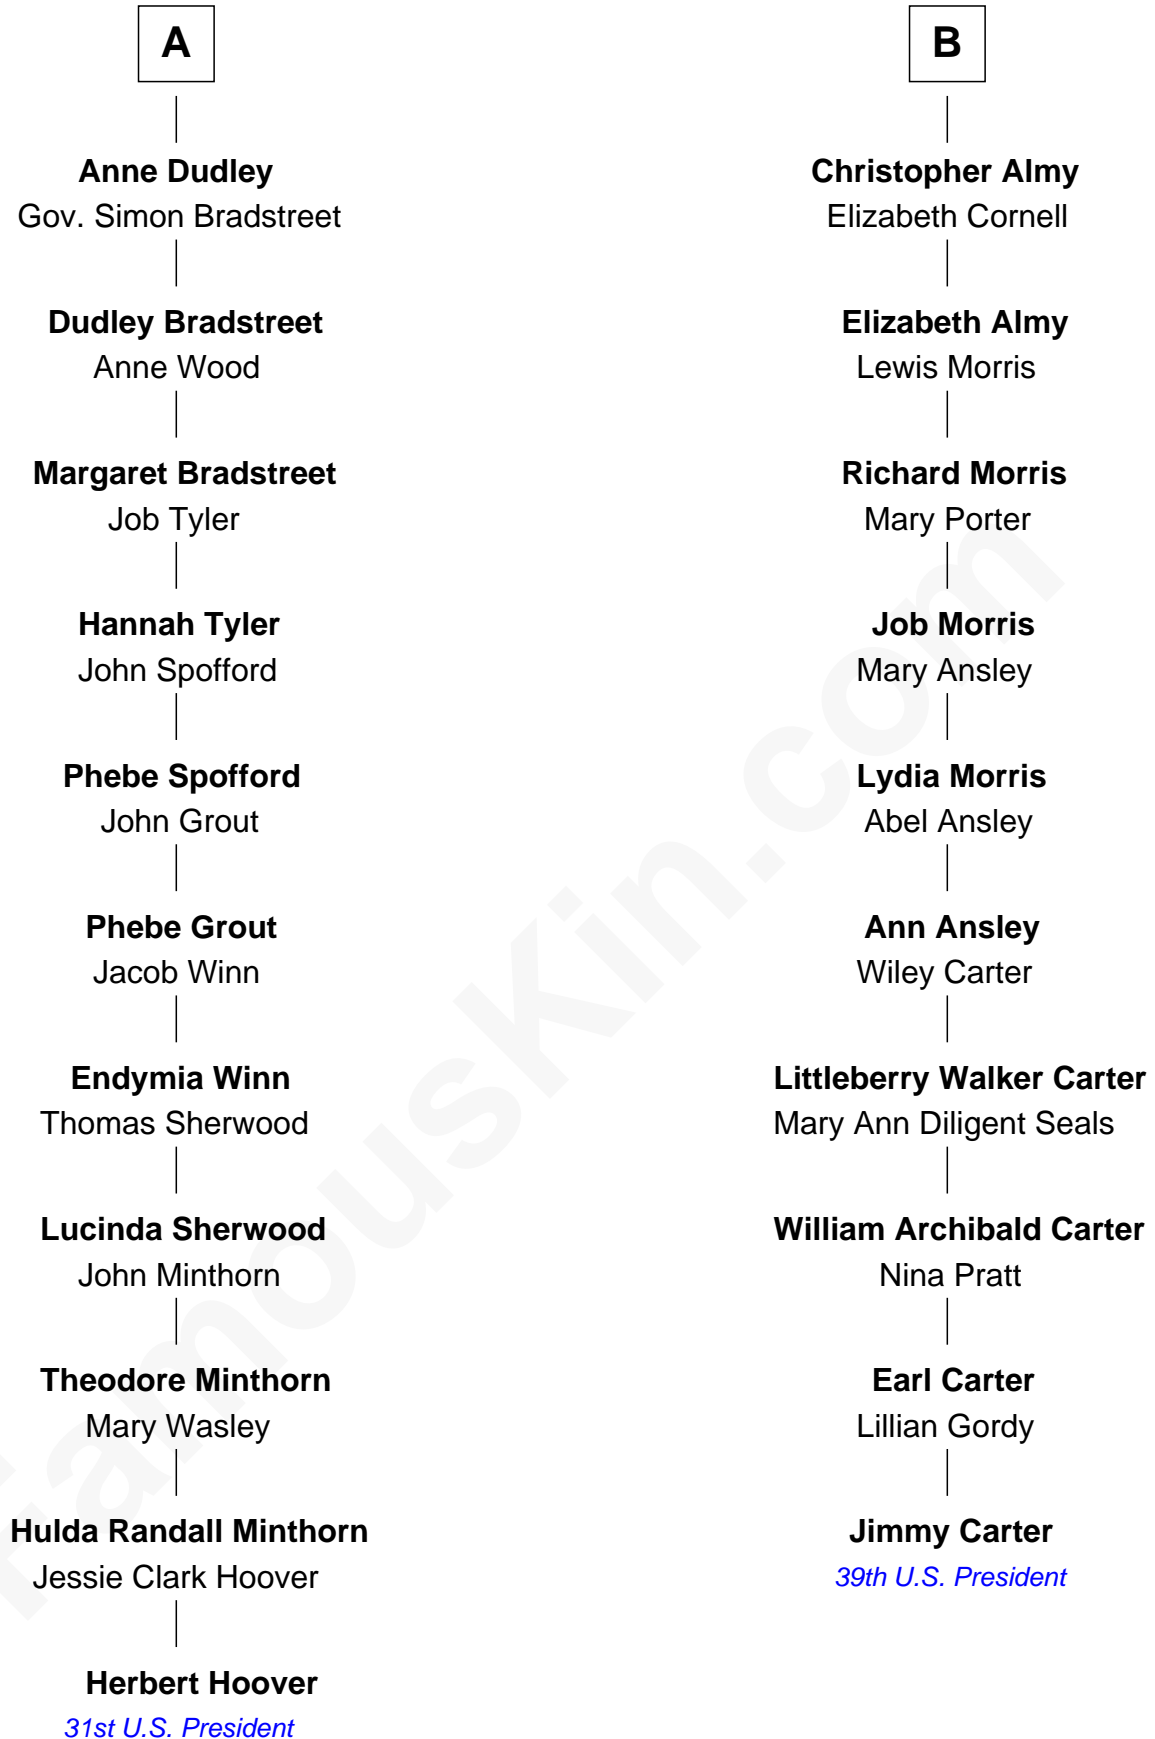 A
Anne Dudley
Gov. Simon Bradstreet
Dudley Bradstreet
Anne Wood
Margaret Bradstreet
Job Tyler
Hannah Tyler
John Spofford
Phebe Spofford
John Grout
Phebe Grout
Jacob Winn
Endymia Winn
Thomas Sherwood
Lucinda Sherwood
John Minthorn
Theodore Minthorn
Mary Wasley
Hulda Randall Minthorn
Jessie Clark Hoover
Herbert Hoover
31st U.S. President
B
Christopher Almy
Elizabeth Cornell
Elizabeth Almy
Lewis Morris
Richard Morris
Mary Porter
Job Morris
Mary Ansley
Lydia Morris
Abel Ansley
Ann Ansley
Wiley Carter
Littleberry Walker Carter
Mary Ann Diligent Seals
William Archibald Carter
Nina Pratt
Earl Carter
Lillian Gordy
Jimmy Carter
39th U.S. President
FamousKin.com